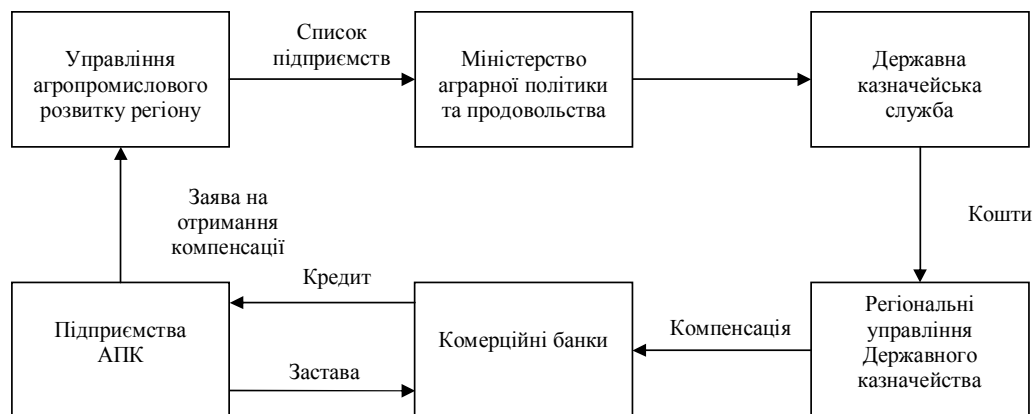 Управління
агропромислового
розвитку регіону
Список
підприємств
Міністерство
аграрної політики
та продовольства
Державна
казначейська
служба
Заява на
отримання
компенсації
Кошти
Підприємства
АПК
Кредит
Застава
Комерційні банки
Компенсація
Регіональні
управління
Державного
казначейства